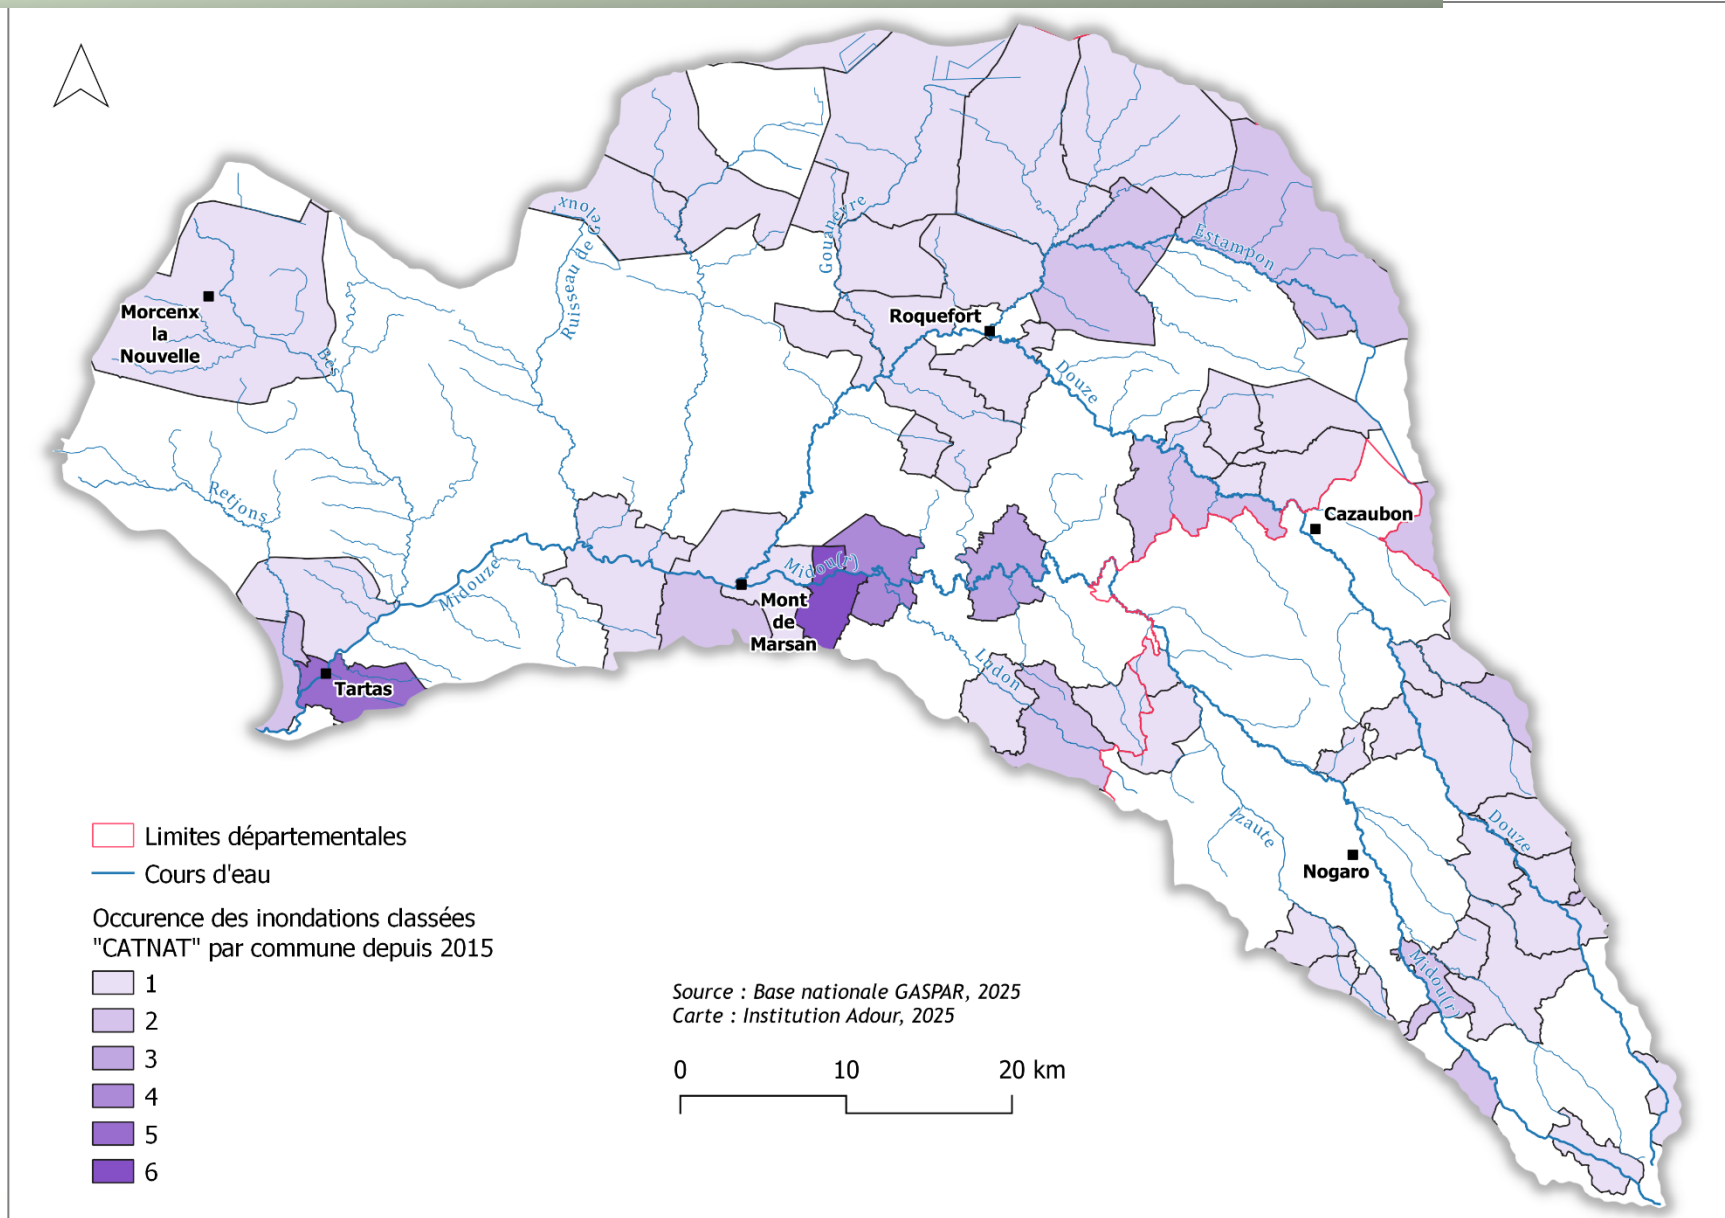 Geloux
Ruisseau de
Gouaneyre
Estampon
Morcenx
la
Nouvelle
Bès
Roquefort
Douze
Retjons
Cazaubon
Midouze
Midou(r)
Mont
de
Marsan
Ludon
Tartas
Izaute
Douze
Nogaro
Midou(r)
Limites départementales
Cours d'eau
Occurence des inondations classées
"CATNAT" par commune depuis 2015
1
2
3
4
5
6
Source : Base nationale GASPAR, 2025
Carte : Institution Adour, 2025
0 10 20 km